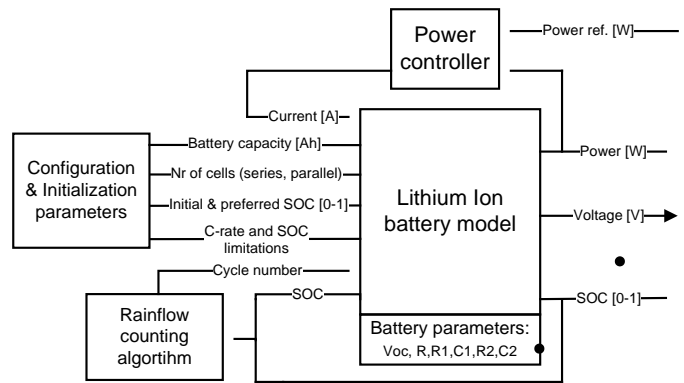 Power
controller
Power ref. [W]
Current [A]
Battery capacity [Ah]
Nr of cells (series, parallel)
Initial & preferred SOC [0-1]
C-rate and SOC
limitations
Configuration
& Initialization
parameters
Lithium Ion
battery model
Power [W]
Voltage [V]
SOC [0-1]
Cycle number
SOC
Rainflow
counting
algortihm
Battery parameters:
Voc, R,R1,C1,R2,C2